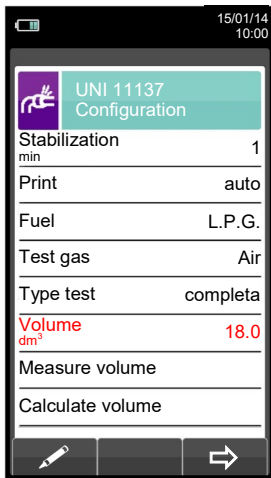 15/01/14
10:00
UNI 11137
Configuration
Stabilization
min 1
Print auto
Fuel L.P.G.
Test gas Air
Type test completa
Volume
dm³ 18.0
Measure volume
Calculate volume